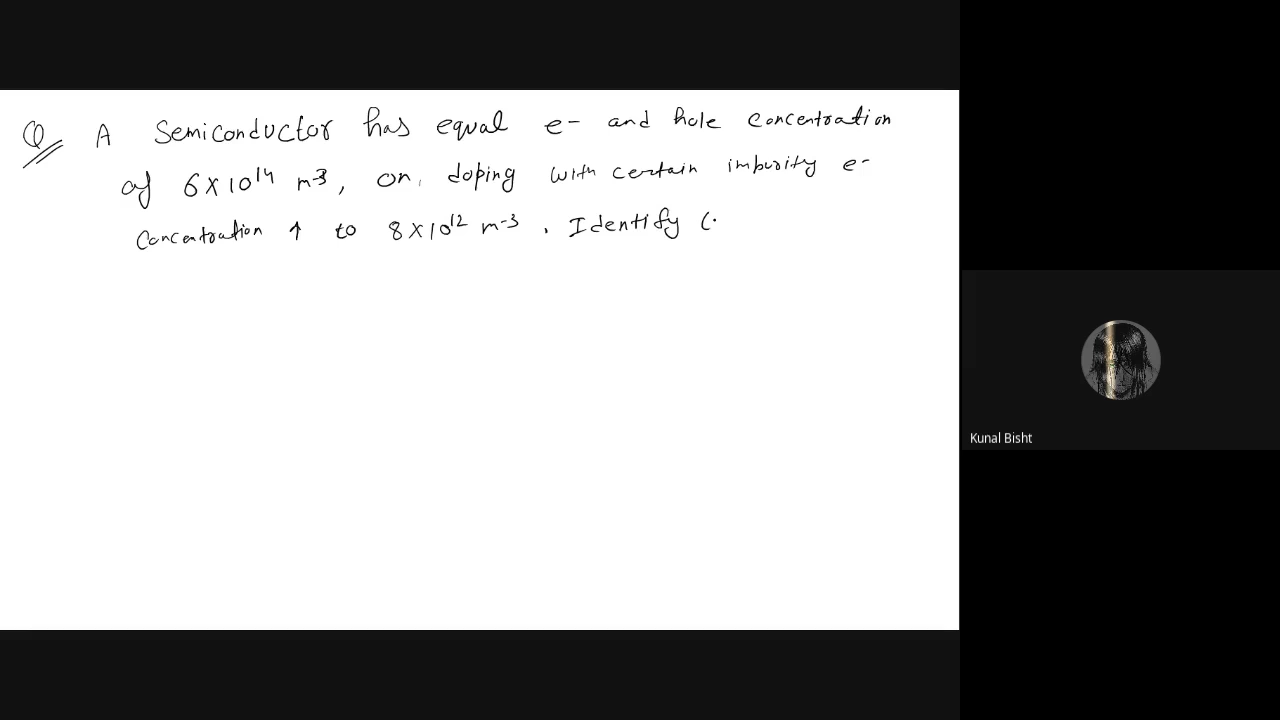 Q A Semiconductor has equal e- and hole concentration
of 6×10¹⁴ m⁻³, on doping with certain impurity e-
Concentration ↑ to 8×10¹² m⁻³. Identify (.
Kunal Bisht